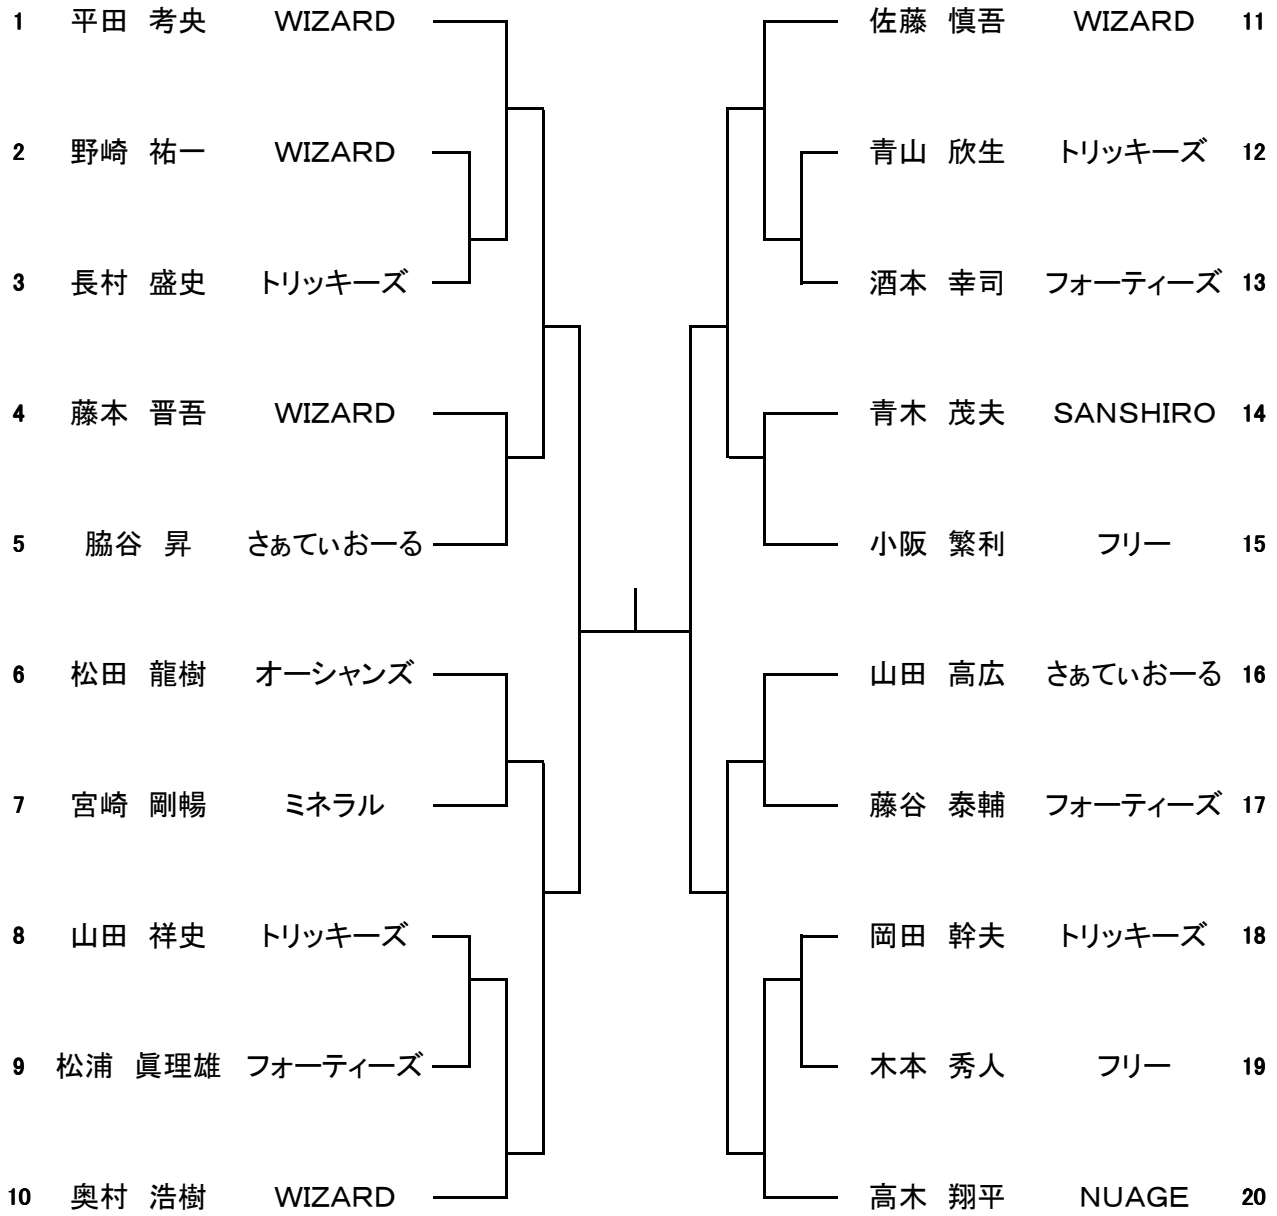 1 平田 考央 WIZARD 佐藤 慎吾 WIZARD 11
2 野崎 祐一 WIZARD 青山 欣生 トリッキーズ 12
3 長村 盛史 トリッキーズ 酒本 幸司 フォーティーズ 13
4 藤本 晋吾 WIZARD 青木 茂夫 SANSHIRO 14
5 脇谷 昇 さぁてぃおーる 小阪 繁利 フリー 15
6 松田 龍樹 オーシャンズ 山田 高広 さぁてぃおーる 16
7 宮崎 剛暢 ミネラル 藤谷 泰輔 フォーティーズ 17
8 山田 祥史 トリッキーズ 岡田 幹夫 トリッキーズ 18
9 松浦 眞理雄 フォーティーズ 木本 秀人 フリー 19
10 奥村 浩樹 WIZARD 高木 翔平 NUAGE 20